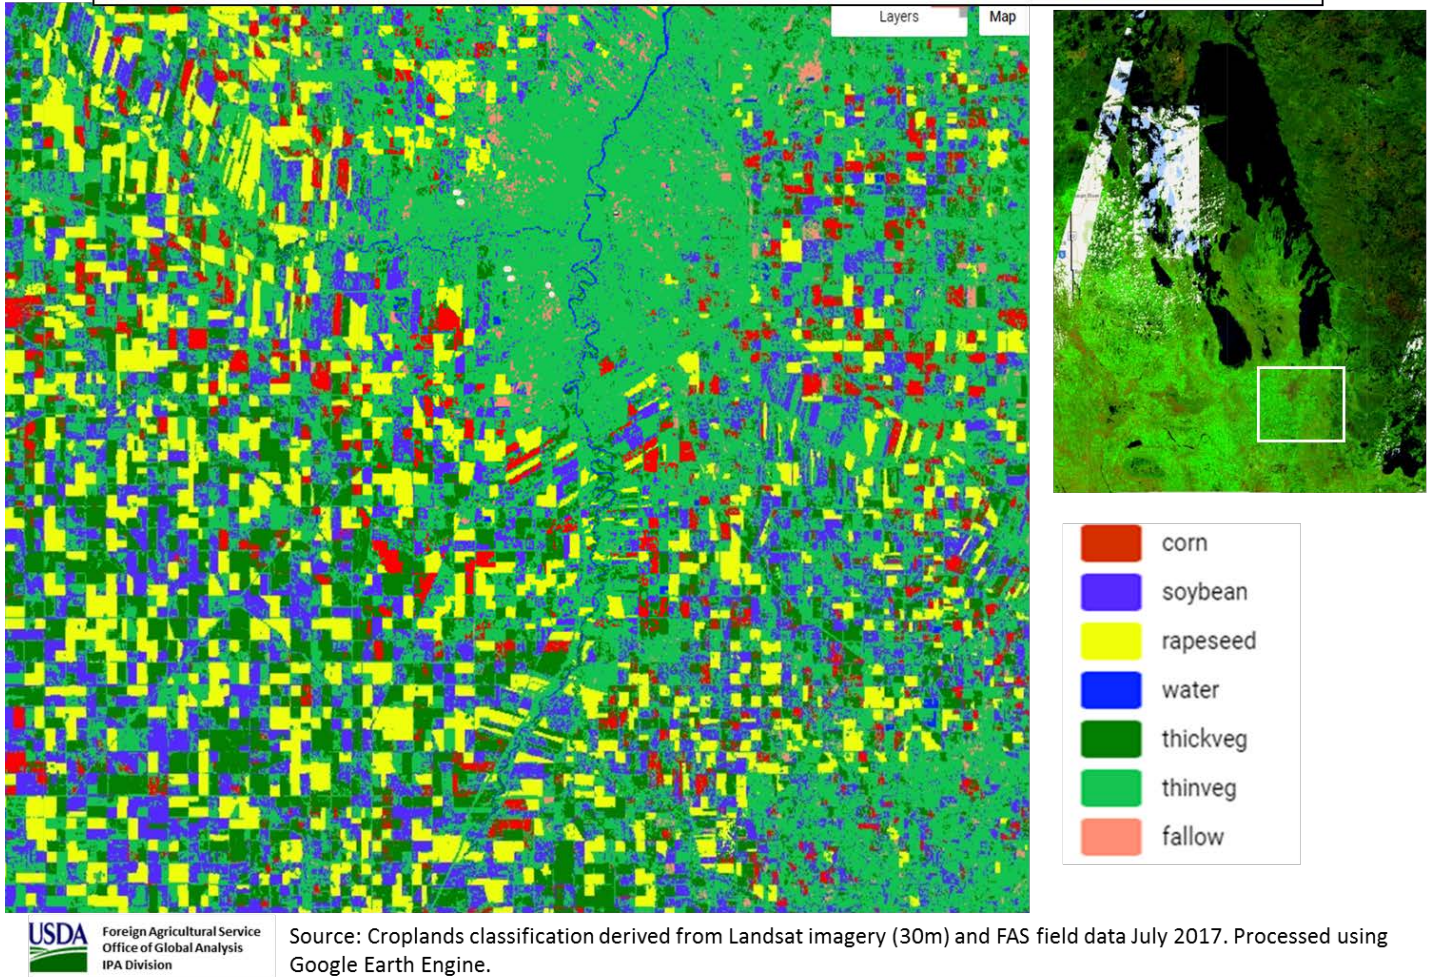 Layers
Map
corn
soybean
rapeseed
water
thickveg
thinveg
fallow
USDA
Foreign Agricultural Service
Office of Global Analysis
IPA Division
Source: Croplands classification derived from Landsat imagery (30m) and FAS field data July 2017. Processed using
Google Earth Engine.